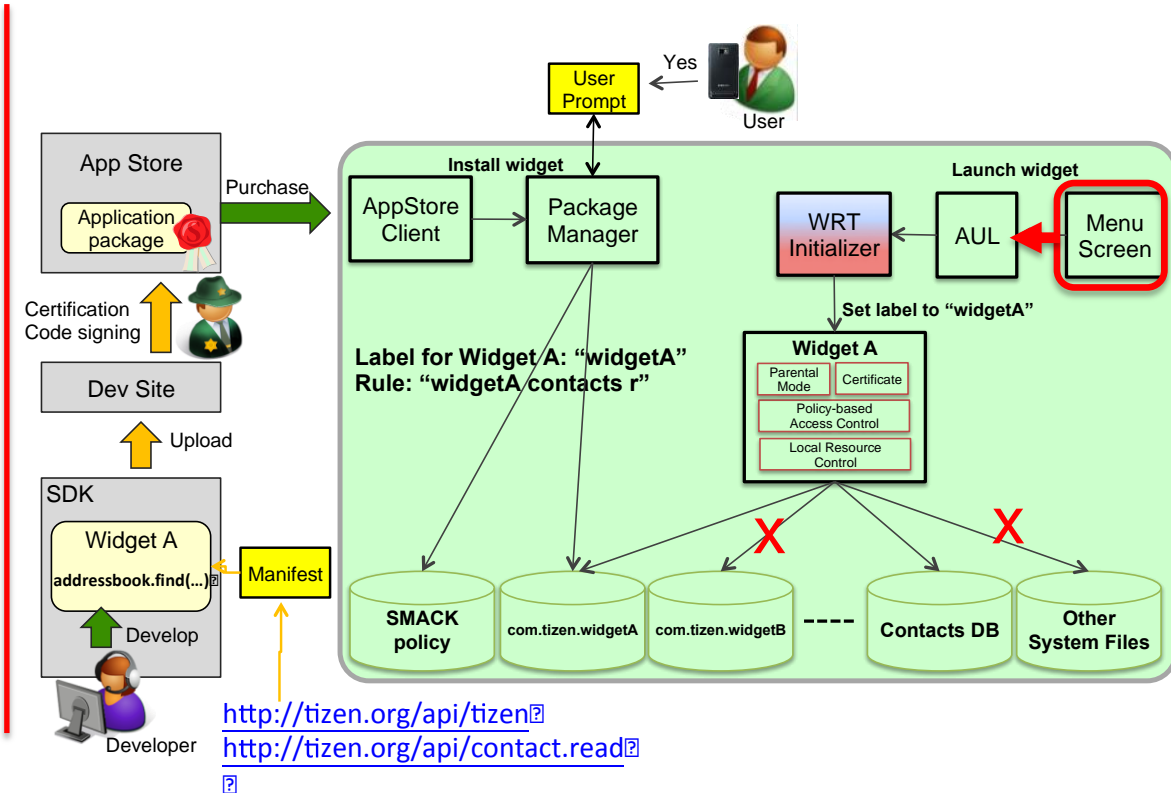 User
Prompt
Yes
User
App Store
Application
package
Purchase
Certification
Code signing
Dev Site
Upload
SDK
Widget A
addressbook.find(...)
Manifest
Develop
Developer
http://tizen.org/api/tizen
http://tizen.org/api/contact.read
Install widget
AppStore
Client
Package
Manager
Launch widget
WRT
Initializer
AUL
Menu
Screen
Set label to “widgetA”
Label for Widget A: “widgetA”
Rule: “widgetA contacts r”
Widget A
Parental
Mode
Certificate
Policy-based
Access Control
Local Resource
Control
X
X
SMACK
policy
com.tizen.widgetA
com.tizen.widgetB
----
Contacts DB
Other
System Files